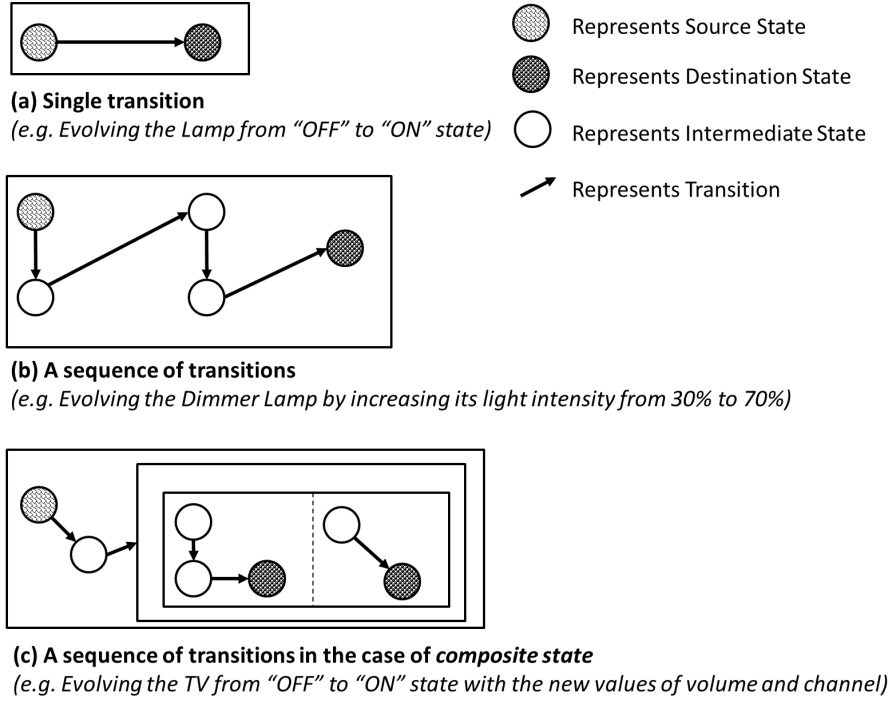 Represents Source State
Represents Destination State
Represents Intermediate State
Represents Transition
(a) Single transition
(e.g. Evolving the Lamp from “OFF” to “ON” state)
(b) A sequence of transitions
(e.g. Evolving the Dimmer Lamp by increasing its light intensity from 30% to 70%)
(c) A sequence of transitions in the case of composite state
(e.g. Evolving the TV from “OFF” to “ON” state with the new values of volume and channel)